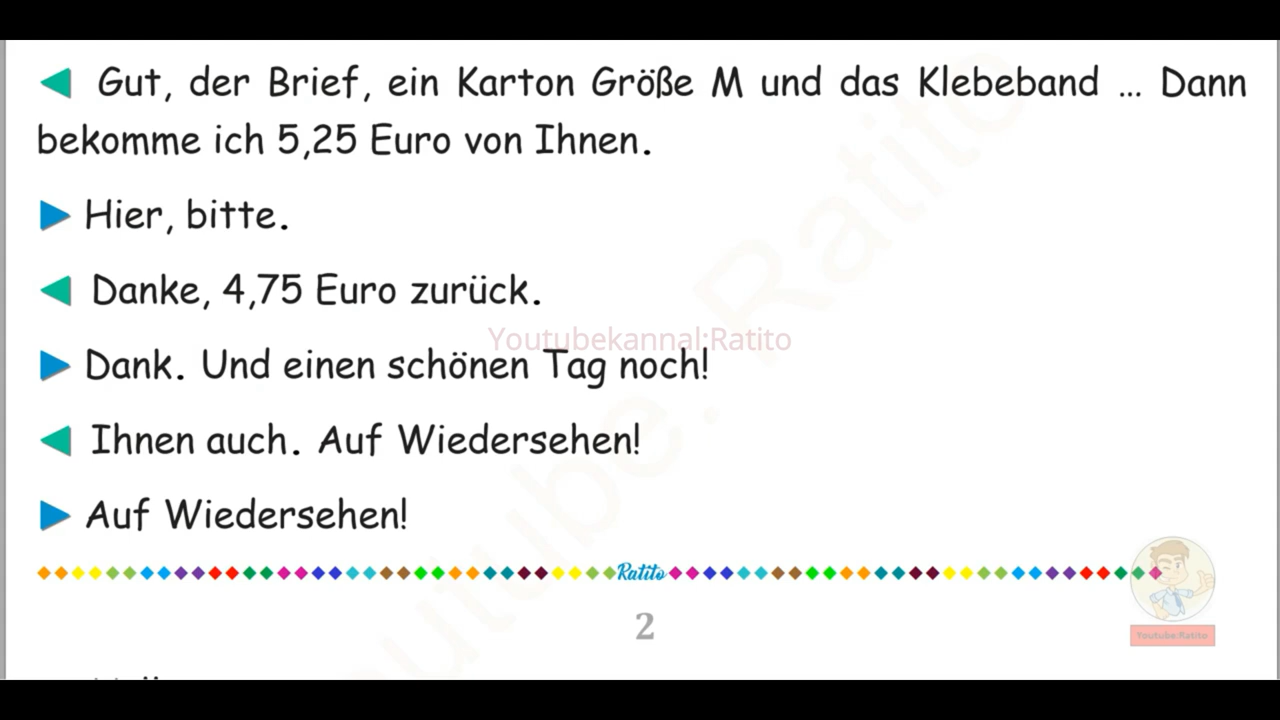 Gut, der Brief, ein Karton Größe M und das Klebeband ... Dann
bekomme ich 5,25 Euro von Ihnen.
Hier, bitte.
Danke, 4,75 Euro zurück.
Youtubekannal:Ratito
Dank. Und einen schönen Tag noch!
Ihnen auch. Auf Wiedersehen!
Auf Wiedersehen!
Ratito
2
Youtube:Ratito
Youtube: Ratito